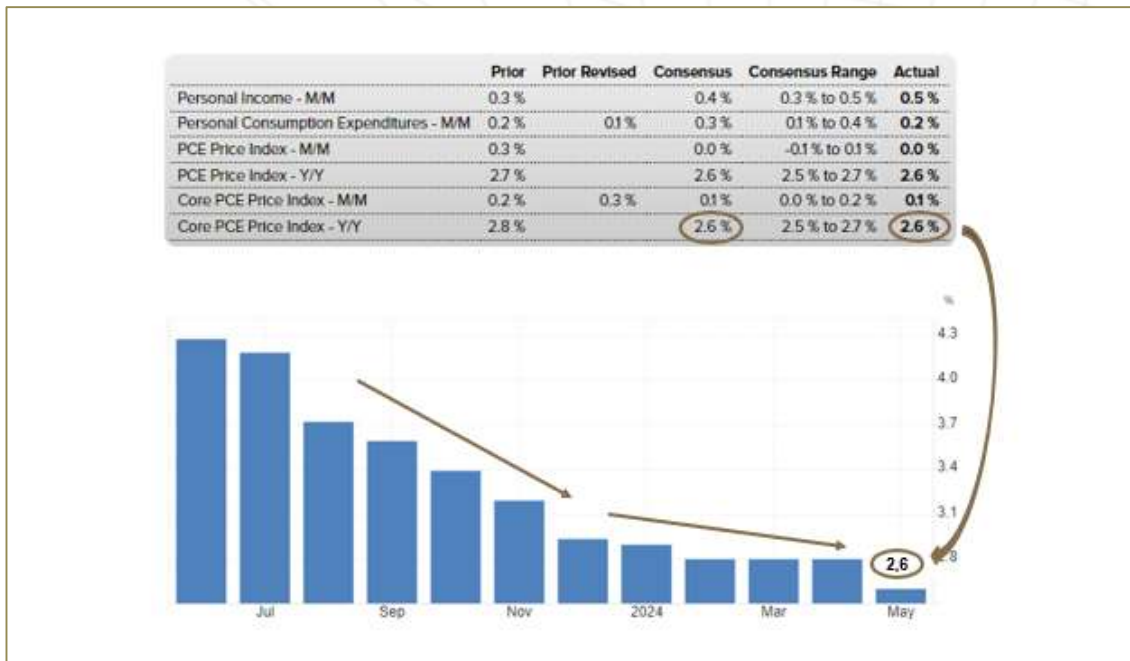 Prior Prior Revised Consensus Consensus Range Actual
Personal Income - M/M 0.3 % 0.4 % 0.3 % to 0.5 % 0.5 %
Personal Consumption Expenditures - M/M 0.2 % 0.1 % 0.3 % 0.1 % to 0.4 % 0.2 %
PCE Price Index - M/M 0.3 % 0.0 % -0.1 % to 0.1 % 0.0 %
PCE Price Index - Y/Y 2.7 % 2.6 % 2.5 % to 2.7 % 2.6 %
Core PCE Price Index - M/M 0.2 % 0.3 % 0.1 % 0.0 % to 0.2 % 0.1 %
Core PCE Price Index - Y/Y 2.8 % 2.6 % 2.5 % to 2.7 % 2.6 %
%
4.3
4.0
3.7
3.4
3.1
2.8
2,6
Jul Sep Nov 2024 Mar May